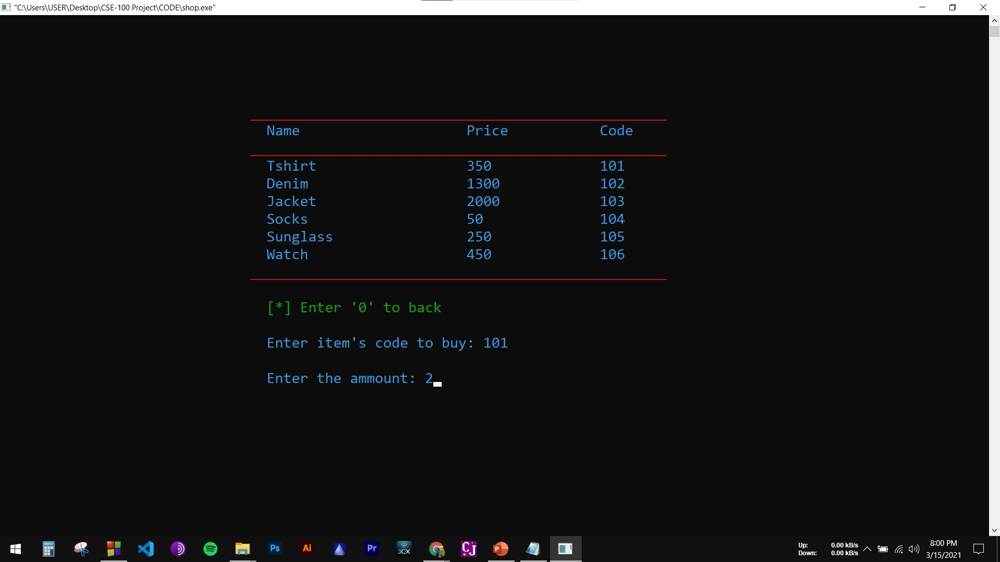 "C:\Users\USER\Desktop\CSE-100 Project\CODE\shop.exe"
Name Price Code
Tshirt 350 101
Denim 1300 102
Jacket 2000 103
Socks 50 104
Sunglass 250 105
Watch 450 106
[*] Enter '0' to back
Enter item's code to buy: 101
Enter the ammount: 2
Ps
Ai
Pr
3CX
CJ
P
Up: 0.00 kB/s
Down: 0.00 kB/s
8:00 PM
3/15/2021